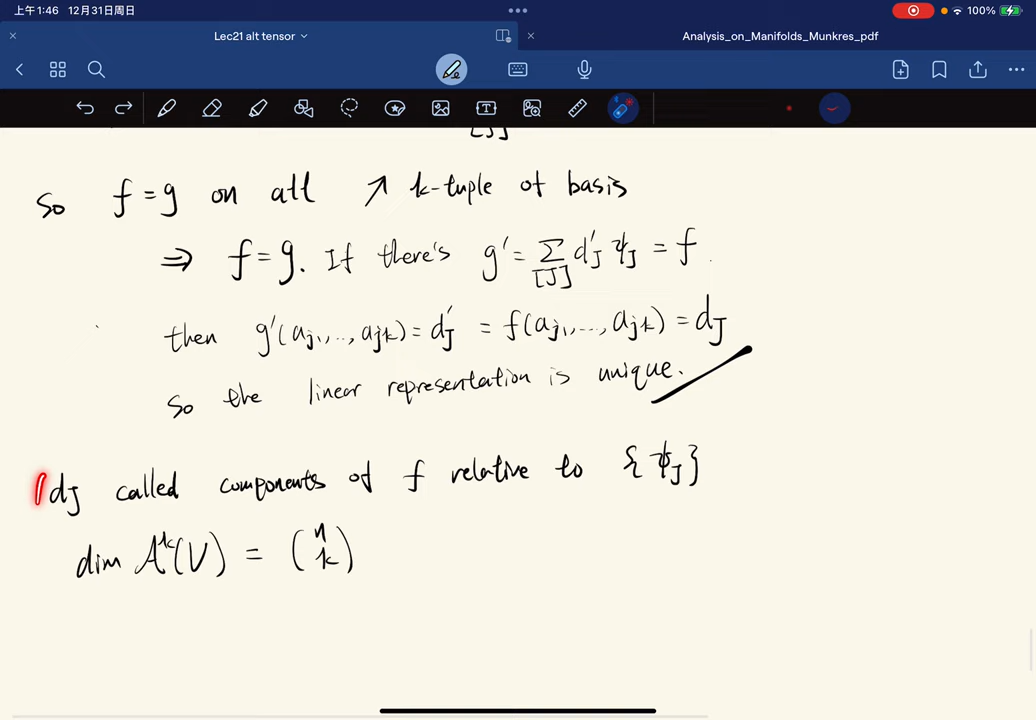 上午1:46 12月31日周日
100%
Lec21 alt tensor
Analysis_on_Manifolds_Munkres_pdf
[J]
So f = g on all ↗ k-tuple of basis
⇒ f = g. If there's g' = Σ_[J] d'_J ψ_J = f
then g'(a_j1, ..., a_jk) = d'_J = f(a_j1, ..., a_jk) = d_J
So the linear representation is unique.
d_J called components of f relative to {ψ_J}
dim A^k(V) = (n k)